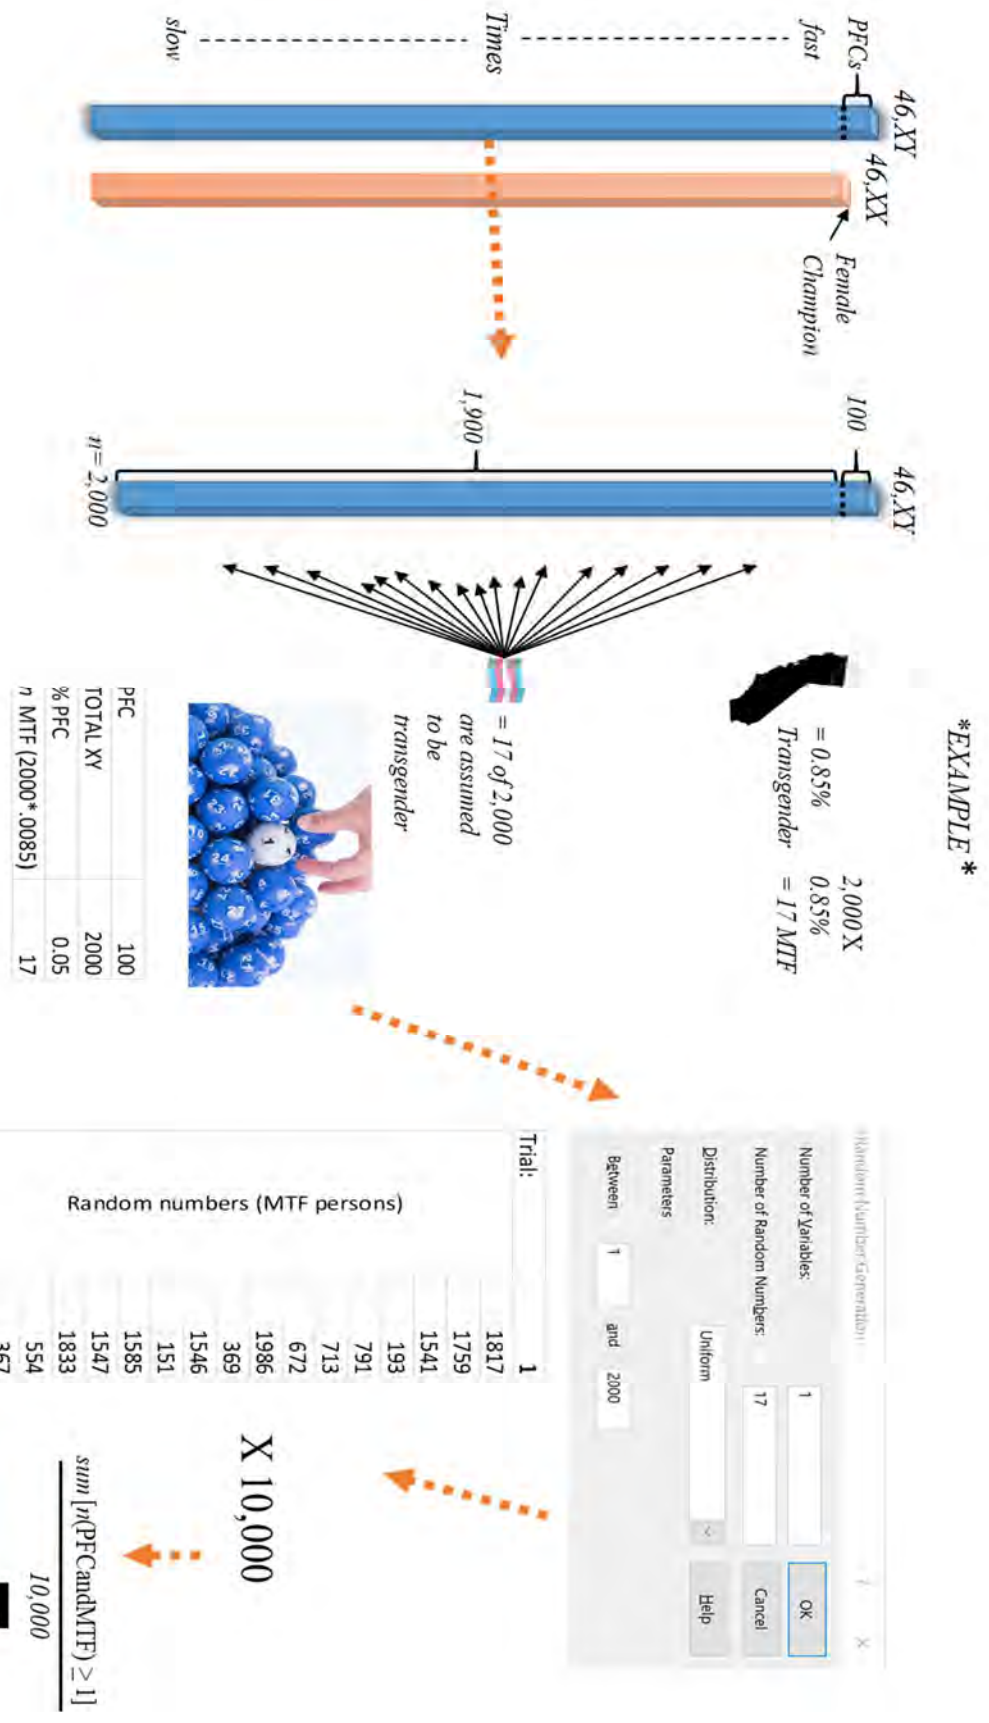 *EXAMPLE*
46,XY
46,XX
PFCs
fast
Times
slow
Female
Champion
46,XY
100
1,900
n= 2,000
= 0.85%
Transgender
2,000 X
0.85%
= 17 MTF
= 17 of 2,000
are assumed
to be
transgender
PFC 100
TOTAL XY 2000
%PFC 0.05
n MTF (2000*.0085) 17
Random Number Generation ? X
Number of Variables: 1 OK
Number of Random Numbers: 17 Cancel
Distribution: Uniform Help
Parameters
Between 1 and 2000
Trial: 1
Random numbers (MTF persons)
1817
1759
1541
193
791
713
672
1986
369
1546
151
1585
1547
1833
554
367
X 10,000
sum [n(PFCandMTF) ≥ 1]
10,000